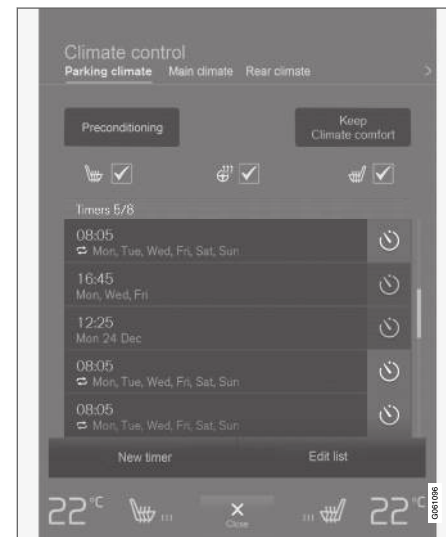 Climate control
Parking climate Main climate Rear climate
Preconditioning
Keep
Climate comfort
Timers 5/8
08:05
Mon, Tue, Wed, Fri, Sat, Sun
16:45
Mon, Wed, Fri
12:25
Mon 24 Dec
08:05
Mon, Tue, Wed, Fri, Sat, Sun
08:05
Mon, Tue, Wed, Fri, Sat, Sun
New timer Edit list
22°C 22°C
Close
G061096